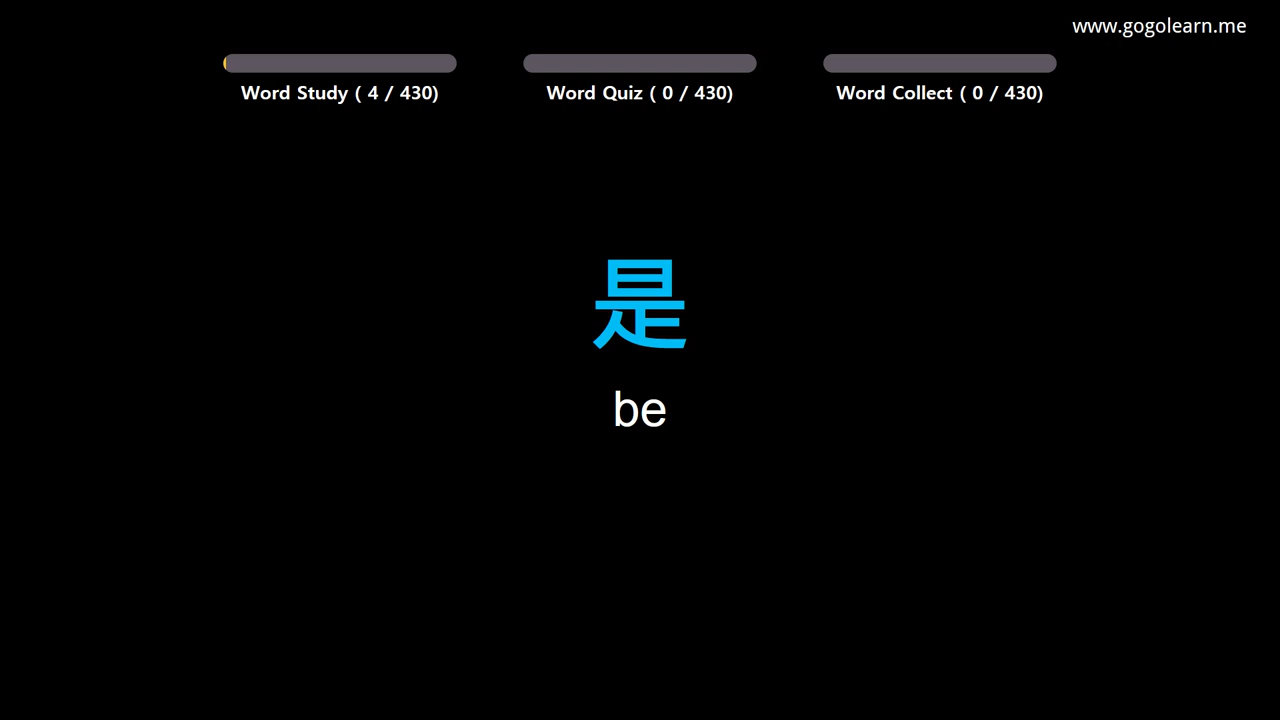 www.gogolearn.me
Word Study ( 4 / 430)
Word Quiz ( 0 / 430)
Word Collect ( 0 / 430)
是
be